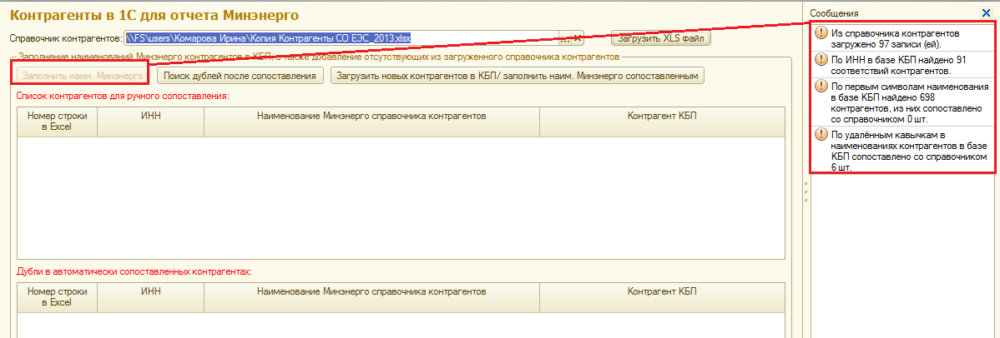 Контрагенты в 1С для отчета Минэнерго
Справочник контрагентов: \\FS\users\Комарова Ирина\Копия Контрагенты СО ЕЭС_2013.xlsx ... × Загрузить XLS файл
Заполнение наименований Минэнерго контрагентов в КБП, а также добавление отсутствующих из загруженного справочника контрагентов
Заполнить наим. Минэнерго Поиск дублей после сопоставления Загрузить новых контрагентов в КБП/ заполнить наим. Минэнерго сопоставленным
Список контрагентов для ручного сопоставления:
Номер строки в Excel ИНН Наименование Минэнерго справочника контрагентов Контрагент КБП
Дубли в автоматически сопоставленных контрагентах:
Номер строки в Excel ИНН Наименование Минэнерго справочника контрагентов Контрагент КБП
Сообщения
Из справочника контрагентов
загружено 97 записи (ей).
По ИНН в базе КБП найдено 91
соответствий контрагентов.
По первым символам наименования
в базе КБП найдено 698
контрагентов, из них сопоставлено
со справочником 0 шт.
По удалённым кавычкам в
наименованиях контрагентов в базе
КБП сопоставлено со справочником
6 шт.